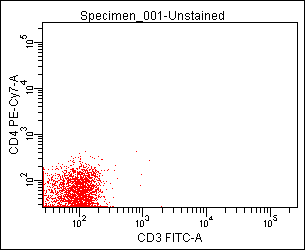 Specimen_001-Unstained
CD4 PE-Cy7-A
10^5
10^4
10^3
10^2
10^2 10^3 10^4 10^5
CD3 FITC-A